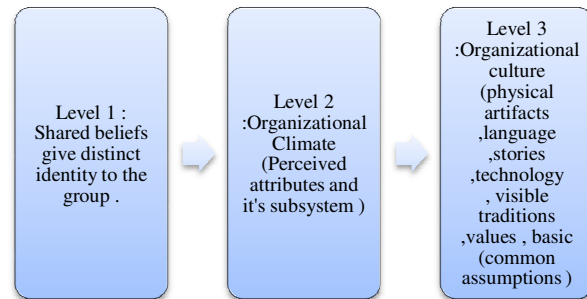 Level 1 :
Shared beliefs
give distinct
identity to the
group .
Level 2
:Organizational
Climate
(Perceived
attributes and
it's subsystem )
Level 3
:Organizational
culture
(physical
artifacts
,language
,stories
,technology
, visible
traditions
,values , basic
(common
assumptions )